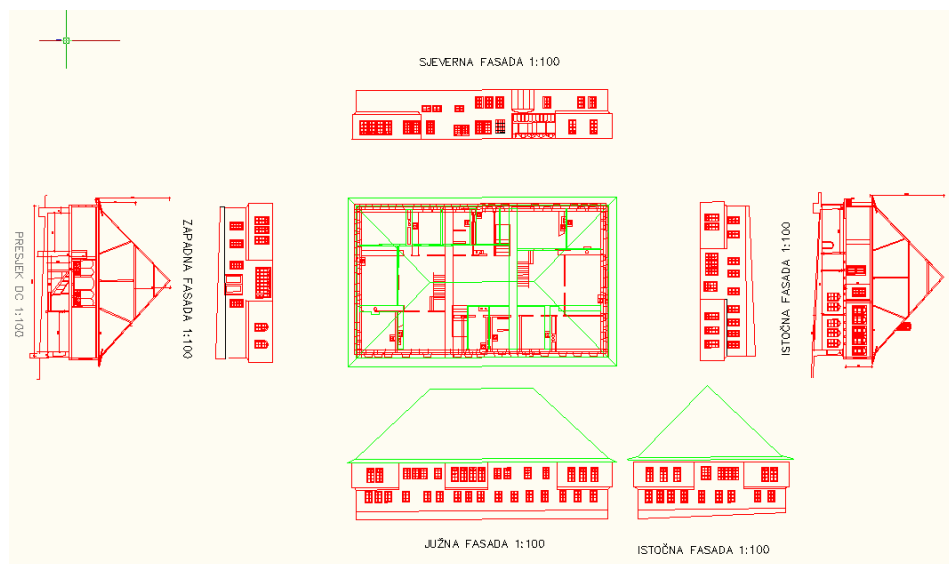 SJEVERNA FASADA 1:100
PRESJEK DC 1:100
ZAPADNA FASADA 1:100
ISTOČNA FASADA 1:100
JUŽNA FASADA 1:100
ISTOČNA FASADA 1:100